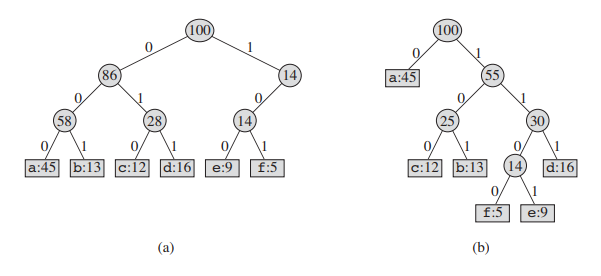 100 100
0 1 0 1
86 14 a:45 55
0 1 0 0 1
58 28 14 25 30
0 1 0 1 0 1 0 1 0 1
a:45 b:13 c:12 d:16 e:9 f:5 c:12 b:13 14 d:16
0 1
f:5 e:9
(a) (b)